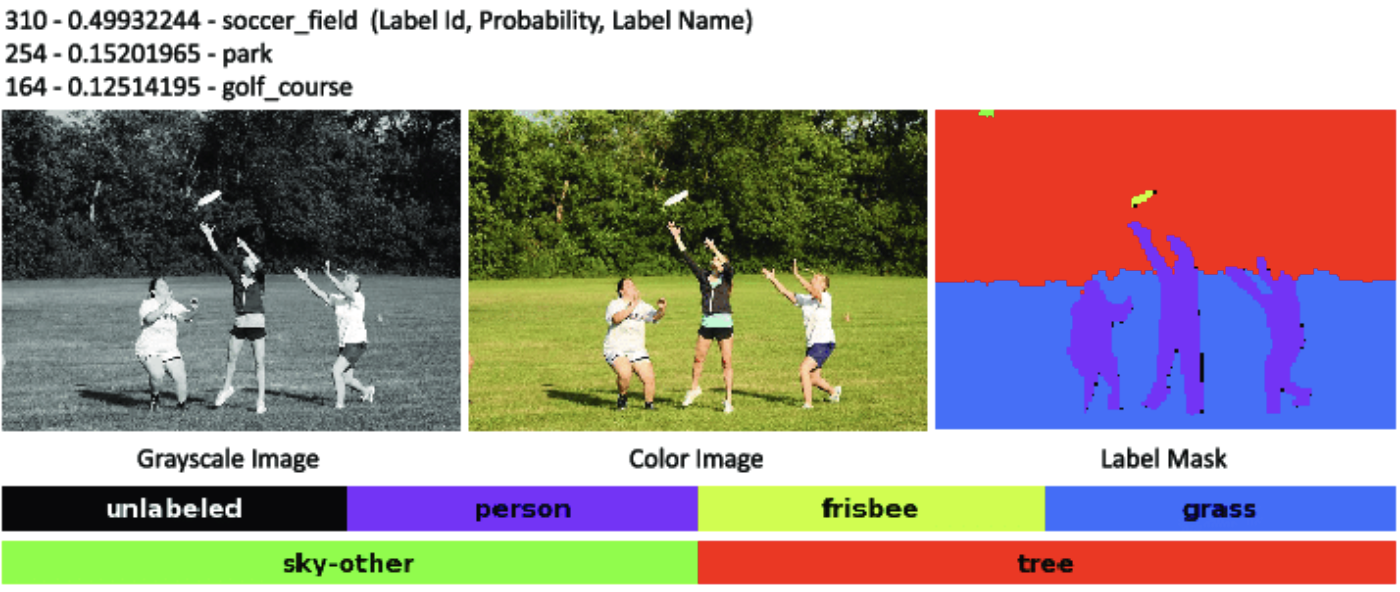 310 - 0.49932244 - soccer_field (Label Id, Probability, Label Name)
254 - 0.15201965 - park
164 - 0.12514195 - golf_course
Grayscale Image Color Image Label Mask
unlabeled person frisbee grass
sky-other tree